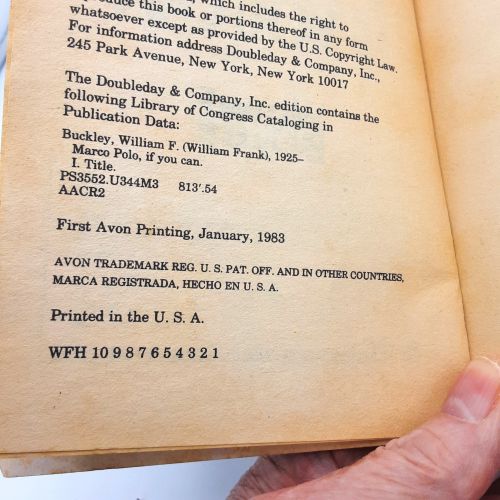 which includes the right to
this book or portions thereof in any form
whatsoever except as provided by the U.S. Copyright Law.
For information address Doubleday & Company, Inc.,
245 Park Avenue, New York, New York 10017
The Doubleday & Company, Inc. edition contains the
following Library of Congress Cataloging in
Publication Data:
Buckley, William F. (William Frank), 1925–
Marco Polo, if you can.
I. Title.
PS3552.U344M3 813'.54
AACR2
First Avon Printing, January, 1983
AVON TRADEMARK REG. U. S. PAT. OFF. AND IN OTHER COUNTRIES,
MARCA REGISTRADA, HECHO EN U. S. A.
Printed in the U. S. A.
WFH 10 9 8 7 6 5 4 3 2 1